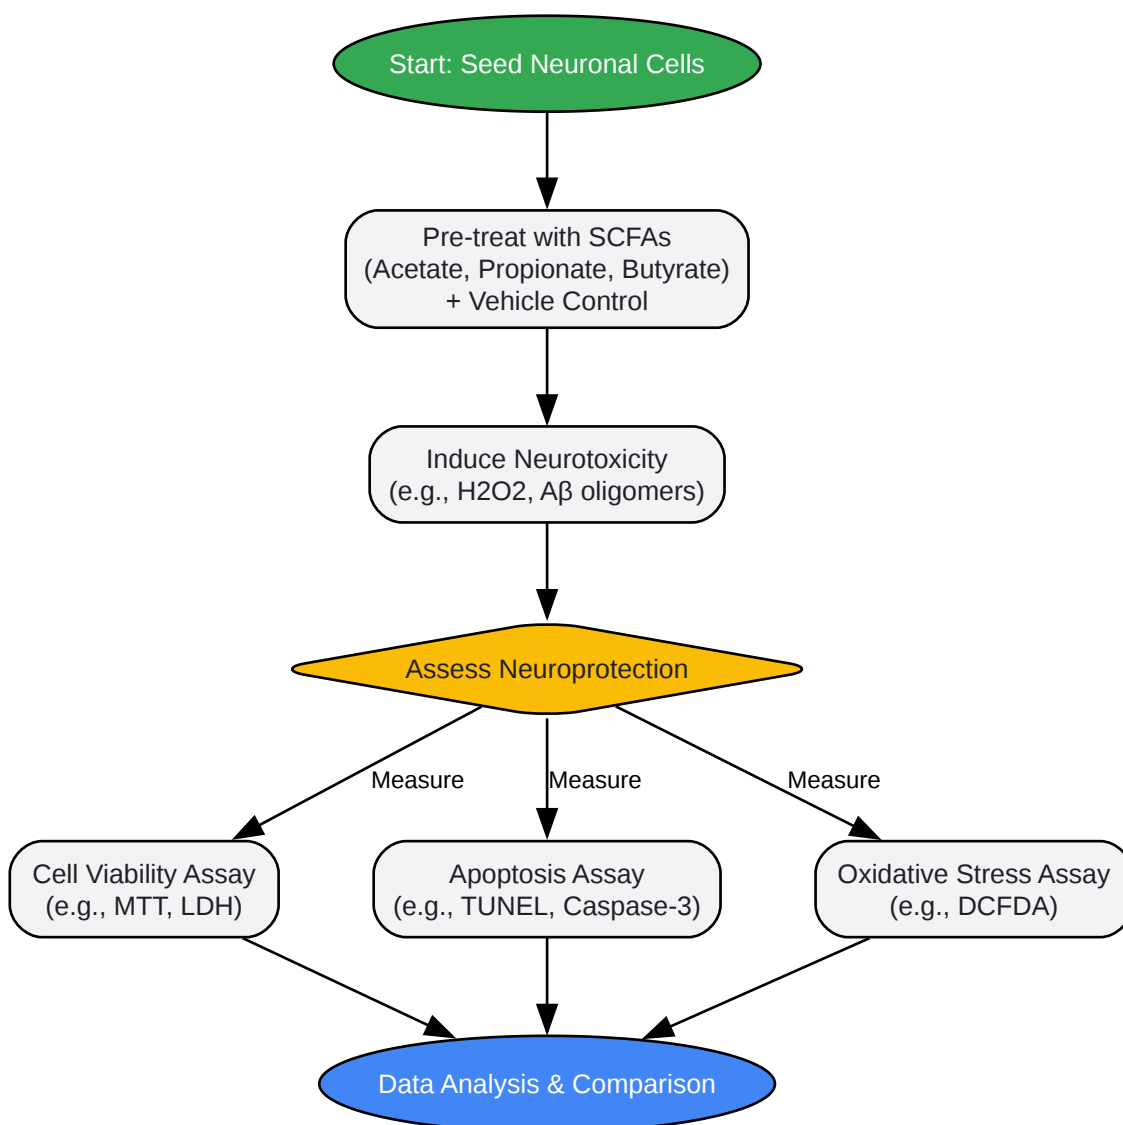 Start: Seed Neuronal Cells
Pre-treat with SCFAs
(Acetate, Propionate, Butyrate)
+ Vehicle Control
Induce Neurotoxicity
(e.g., H2O2, Aβ oligomers)
Assess Neuroprotection
Measure
Measure
Measure
Cell Viability Assay
(e.g., MTT, LDH)
Apoptosis Assay
(e.g., TUNEL, Caspase-3)
Oxidative Stress Assay
(e.g., DCFDA)
Data Analysis & Comparison